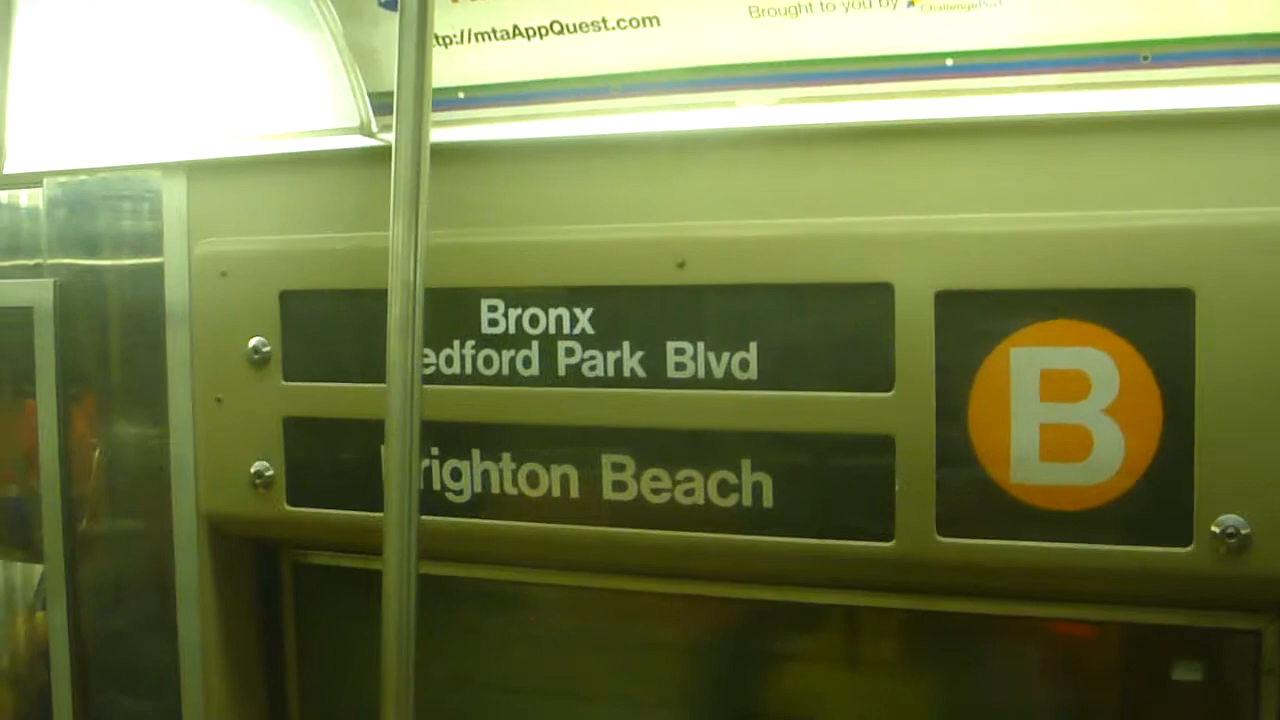 tp://mtaAppQuest.com
Brought to you by
Bronx
edford Park Blvd
righton Beach
B